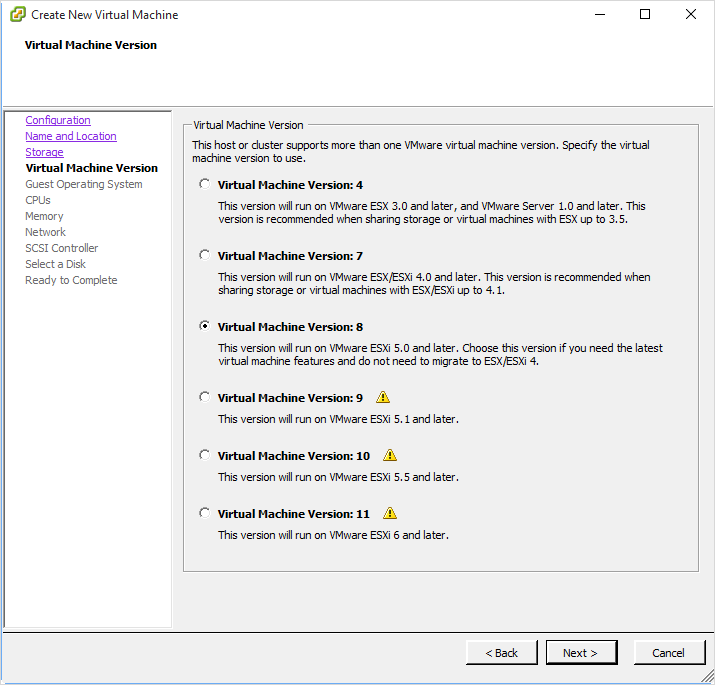 Create New Virtual Machine
Virtual Machine Version
Configuration
Name and Location
Storage
Virtual Machine Version
Guest Operating System
CPUs
Memory
Network
SCSI Controller
Select a Disk
Ready to Complete
Virtual Machine Version
This host or cluster supports more than one VMware virtual machine version. Specify the virtual
machine version to use.
Virtual Machine Version: 4
This version will run on VMware ESX 3.0 and later, and VMware Server 1.0 and later. This
version is recommended when sharing storage or virtual machines with ESX up to 3.5.
Virtual Machine Version: 7
This version will run on VMware ESX/ESXi 4.0 and later. This version is recommended when
sharing storage or virtual machines with ESX/ESXi up to 4.1.
Virtual Machine Version: 8
This version will run on VMware ESXi 5.0 and later. Choose this version if you need the latest
virtual machine features and do not need to migrate to ESX/ESXi 4.
Virtual Machine Version: 9
This version will run on VMware ESXi 5.1 and later.
Virtual Machine Version: 10
This version will run on VMware ESXi 5.5 and later.
Virtual Machine Version: 11
This version will run on VMware ESXi 6 and later.
< Back
Next >
Cancel